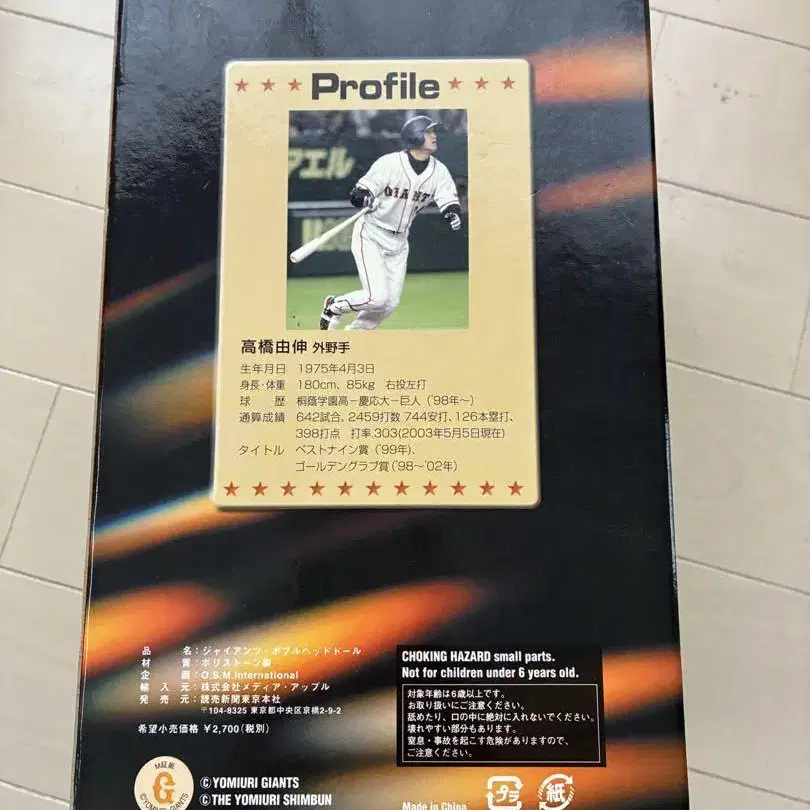 ★ ★ ★ Profile ★ ★ ★
マエル
GIANT
高橋由伸 外野手
生年月日 1975年4月3日
身長・体重 180cm、85kg 右投左打
球 歴 桐蔭学園高－慶応大－巨人('98年～)
通算成績 642試合、2459打数 744安打、126本塁打、
398打点 打率.303(2003年5月5日現在)
タイトル ベストナイン賞('99年)、
ゴールデングラブ賞('98～'02年)
★ ★ ★ ★ ★ ★ ★ ★ ★ ★ ★
品 名：ジャイアンツ・ボブルヘッドドール
材 質：ポリストーン製
企 画：O.S.M.International
輸 入 元：株式会社メディア・アップル
発 売 元：読売新聞東京本社
〒104-8325 東京都中央区京橋2-9-2
希望小売価格 ￥2,700(税別)
CHOKING HAZARD small parts.
Not for children under 6 years old.
対象年齢は6歳以上です。
お取り扱いにご注意ください。
舐めたり、口の中に絶対に入れないでください。
壊れやすい部分もあります。
窒息・事故を起こす危険がありますので、
ご注意ください。
M証紙
G
©YOMIURI GIANTS
©YOMIURI GIANTS
©THE YOMIURI SHIMBUN
Made in China
プラ
紙